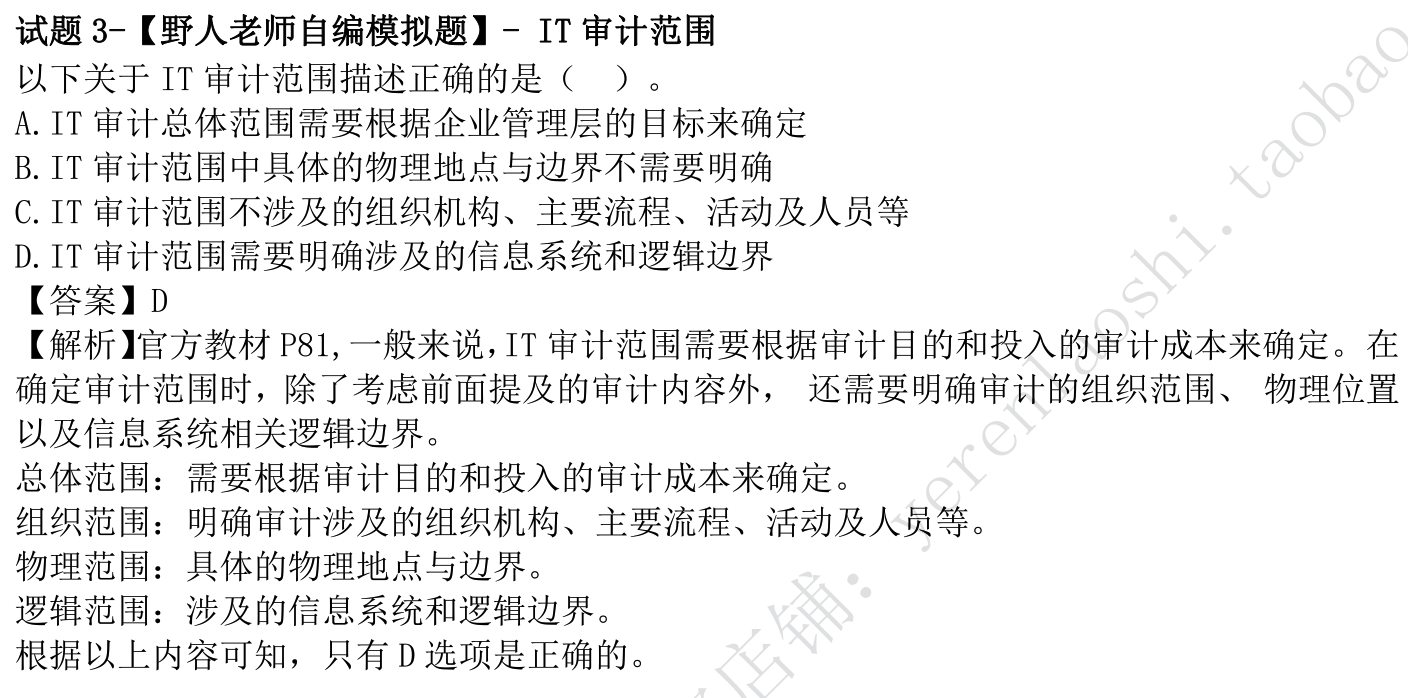 试题 3-【野人老师自编模拟题】- IT 审计范围
以下关于 IT 审计范围描述正确的是（ ）。
A.IT 审计总体范围需要根据企业管理层的目标来确定
B.IT 审计范围中具体的物理地点与边界不需要明确
C.IT 审计范围不涉及的组织机构、主要流程、活动及人员等
D.IT 审计范围需要明确涉及的信息系统和逻辑边界
【答案】D
【解析】官方教材 P81,一般来说,IT 审计范围需要根据审计目的和投入的审计成本来确定。在
确定审计范围时，除了考虑前面提及的审计内容外， 还需要明确审计的组织范围、 物理位置
以及信息系统相关逻辑边界。
总体范围：需要根据审计目的和投入的审计成本来确定。
组织范围：明确审计涉及的组织机构、主要流程、活动及人员等。
物理范围：具体的物理地点与边界。
逻辑范围：涉及的信息系统和逻辑边界。
根据以上内容可知，只有 D 选项是正确的。
店铺：yerenlaoshi.taobao